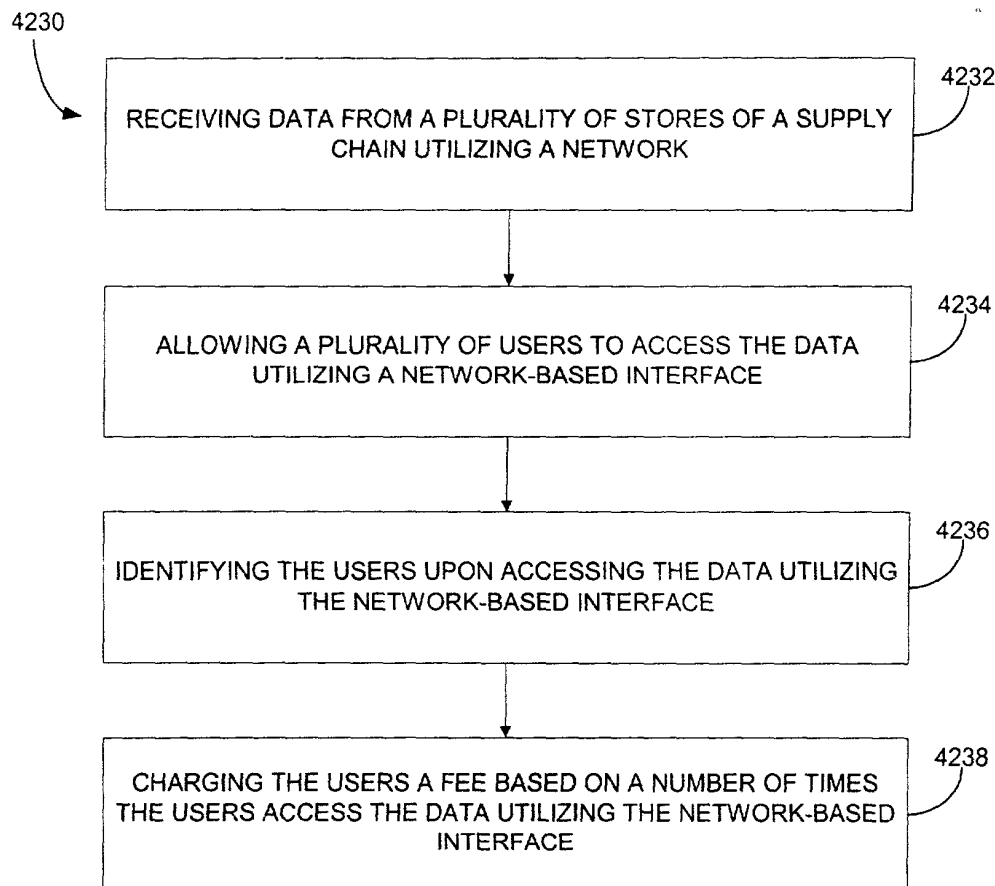 4230
4232
RECEIVING DATA FROM A PLURALITY OF STORES OF A SUPPLY
CHAIN UTILIZING A NETWORK
4234
ALLOWING A PLURALITY OF USERS TO ACCESS THE DATA
UTILIZING A NETWORK-BASED INTERFACE
4236
IDENTIFYING THE USERS UPON ACCESSING THE DATA UTILIZING
THE NETWORK-BASED INTERFACE
4238
CHARGING THE USERS A FEE BASED ON A NUMBER OF TIMES
THE USERS ACCESS THE DATA UTILIZING THE NETWORK-BASED
INTERFACE